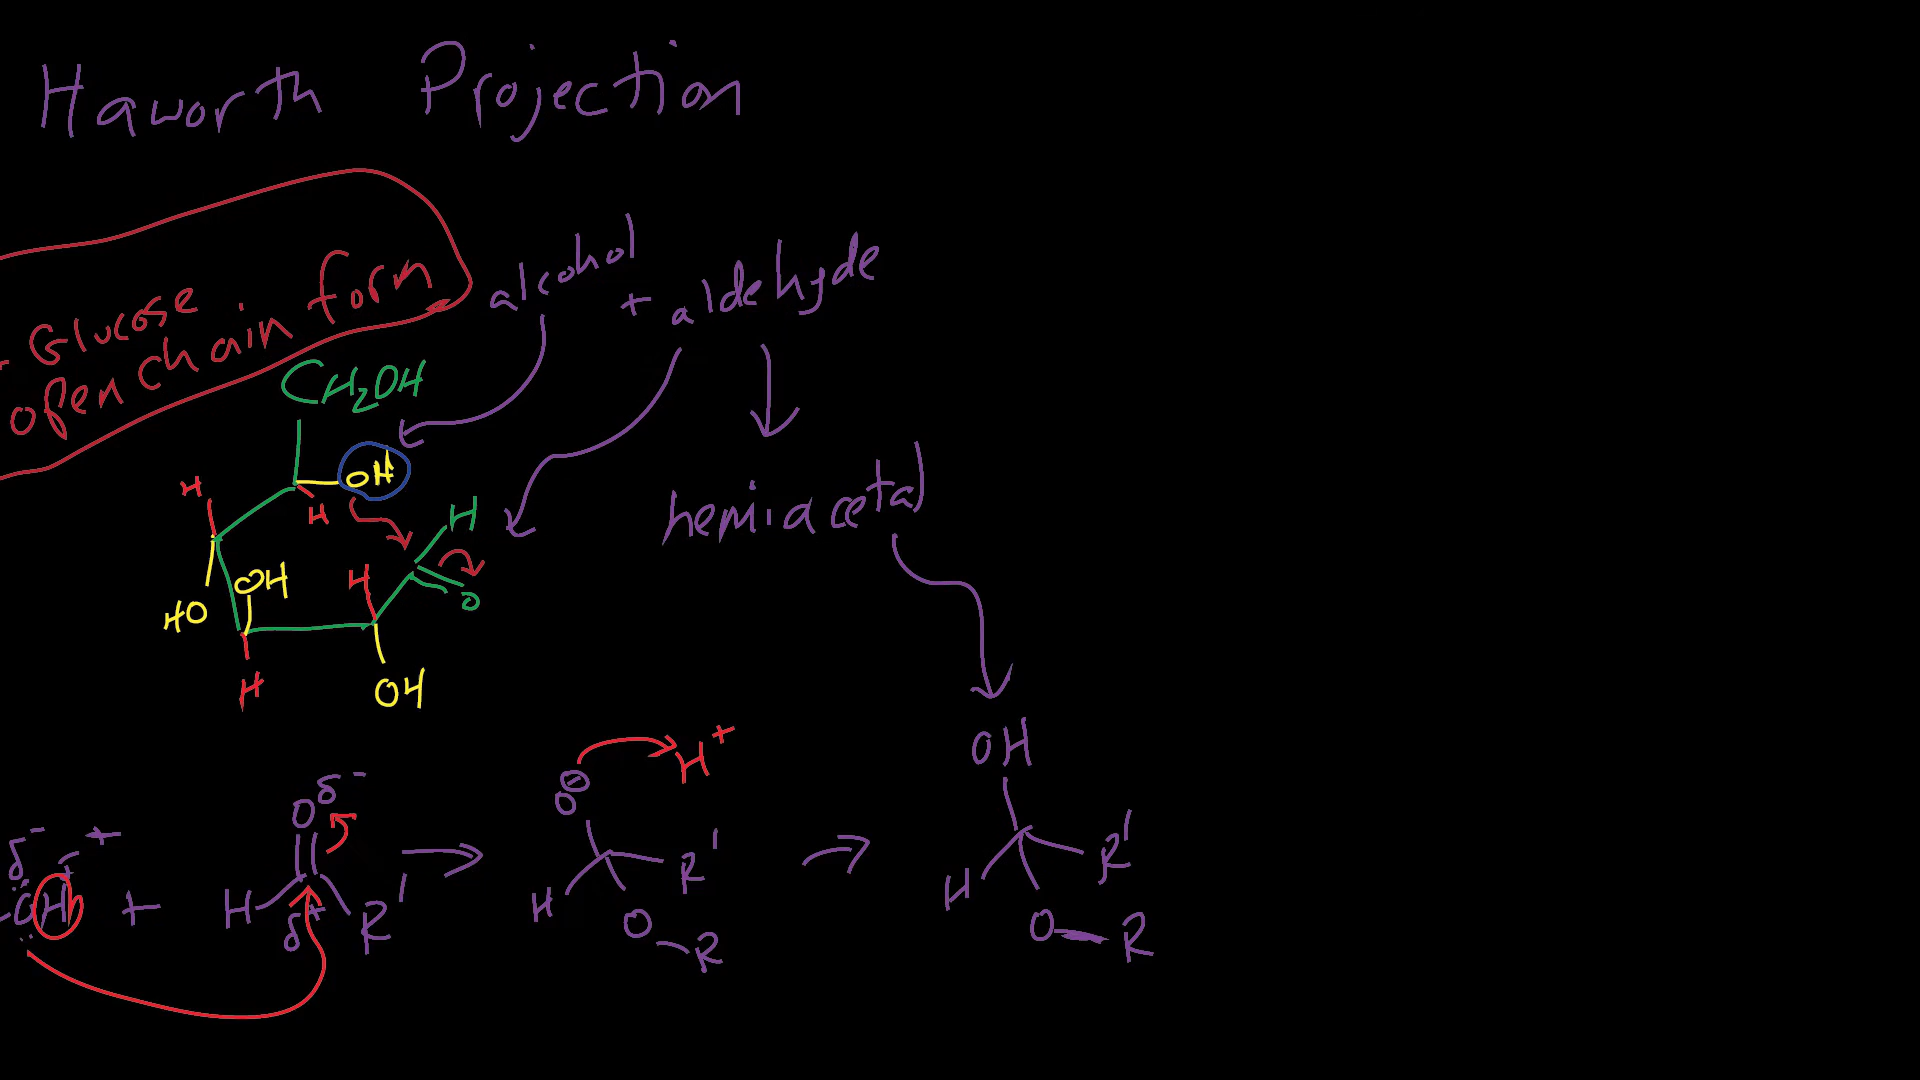 Haworth Projection
Glucose
open chain form
alcohol
+ aldehyde
CH₂OH
OH
H
H
H
OH
H
O
HO
H
OH
hemiacetal
OH
H⁺
O δ⁻
O⊖
δ⁻
δ⁺
OH + H R'
δ⁺
H R'
O R
H R'
O R